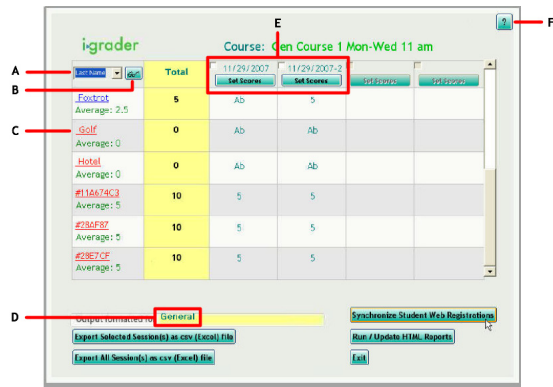 E
?
F
i>grader
Course: Gen Course 1 Mon-Wed 11 am
A
Last Name
Go!
Total
11/29/2007
11/29/2007-2
Set Scores
Set Scores
Set Scores
Set Scores
B
Foxtrot
Average: 2.5
5
Ab
5
C
Golf
Average: 0
0
Ab
Ab
Hotel
Average: 0
0
Ab
Ab
#11A674C3
Average: 5
10
5
5
#28AF87
Average: 5
10
5
5
#28E7CF
Average: 5
10
5
5
D
Output formatted for
General
Synchronize Student Web Registrations
Export Selected Session(s) as csv (Excel) file
Run / Update HTML Reports
Export All Session(s) as csv (Excel) file
Exit